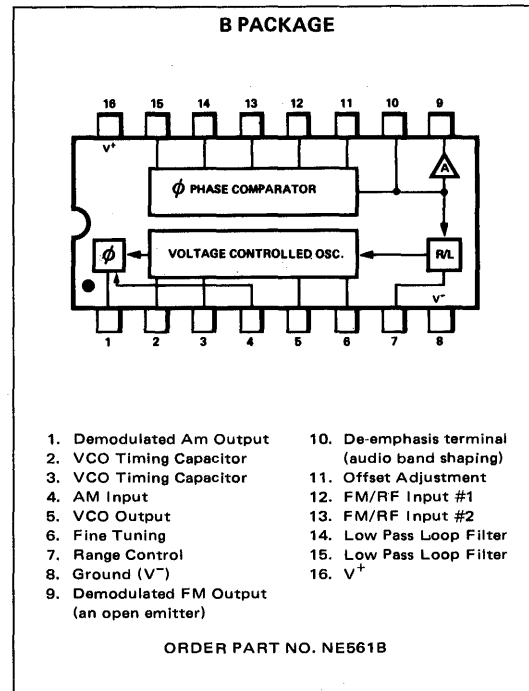 B PACKAGE
16 15 14 13 12 11 10 9
V+
A
ϕ PHASE COMPARATOR
ϕ
VOLTAGE CONTROLLED OSC.
R/L
V-
1 2 3 4 5 6 7 8
1. Demodulated Am Output
2. VCO Timing Capacitor
3. VCO Timing Capacitor
4. AM Input
5. VCO Output
6. Fine Tuning
7. Range Control
8. Ground (V-)
9. Demodulated FM Output
(an open emitter)
10. De-emphasis terminal
(audio band shaping)
11. Offset Adjustment
12. FM/RF Input #1
13. FM/RF Input #2
14. Low Pass Loop Filter
15. Low Pass Loop Filter
16. V+
ORDER PART NO. NE561B